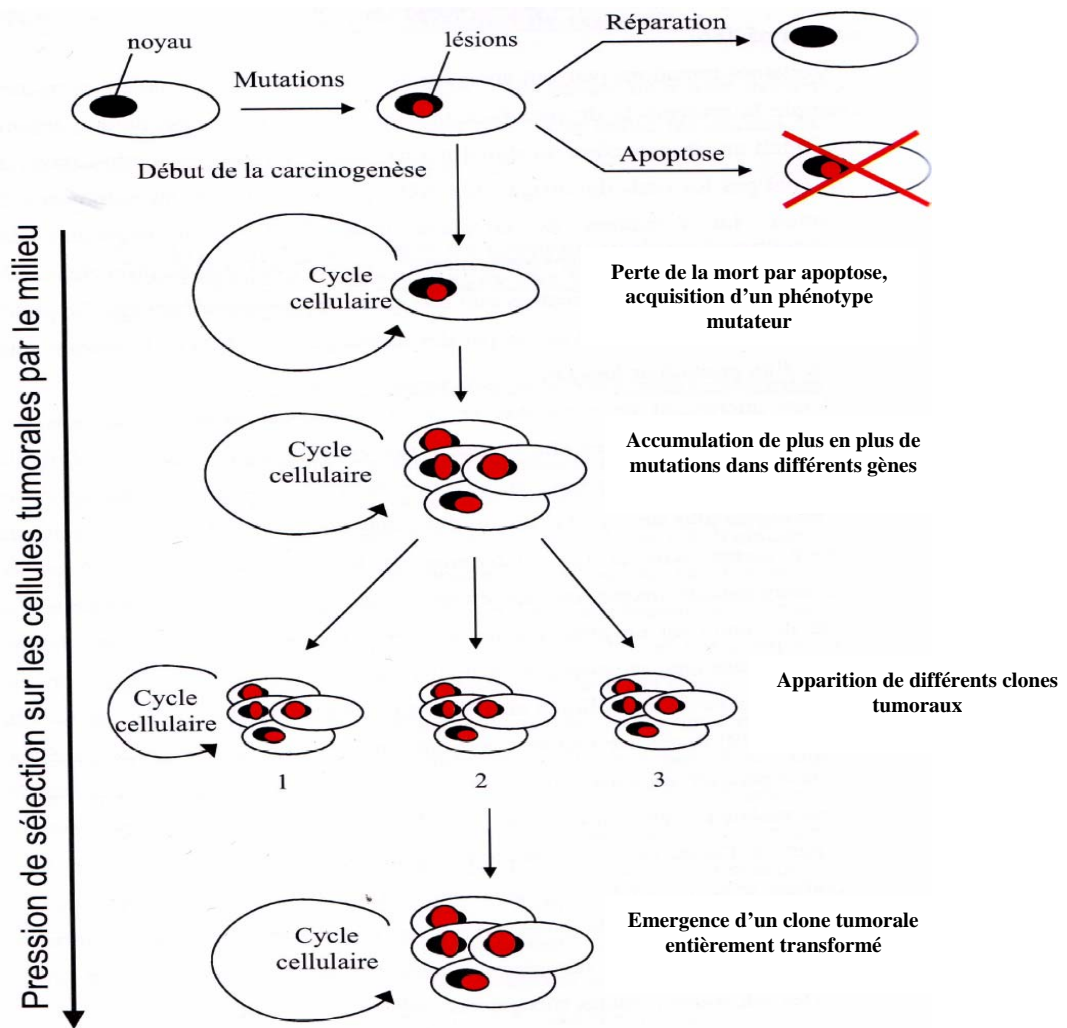 noyau
lésions
Réparation
Mutations
Apoptose
Début de la carcinogenèse
Pression de sélection sur les cellules tumorales par le milieu
Cycle
cellulaire
Perte de la mort par apoptose,
acquisition d’un phénotype
mutateur
Cycle
cellulaire
Accumulation de plus en plus de
mutations dans différents gènes
Cycle
cellulaire
Apparition de différents clones
tumoraux
1
2
3
Cycle
cellulaire
Emergence d’un clone tumorale
entièrement transformé